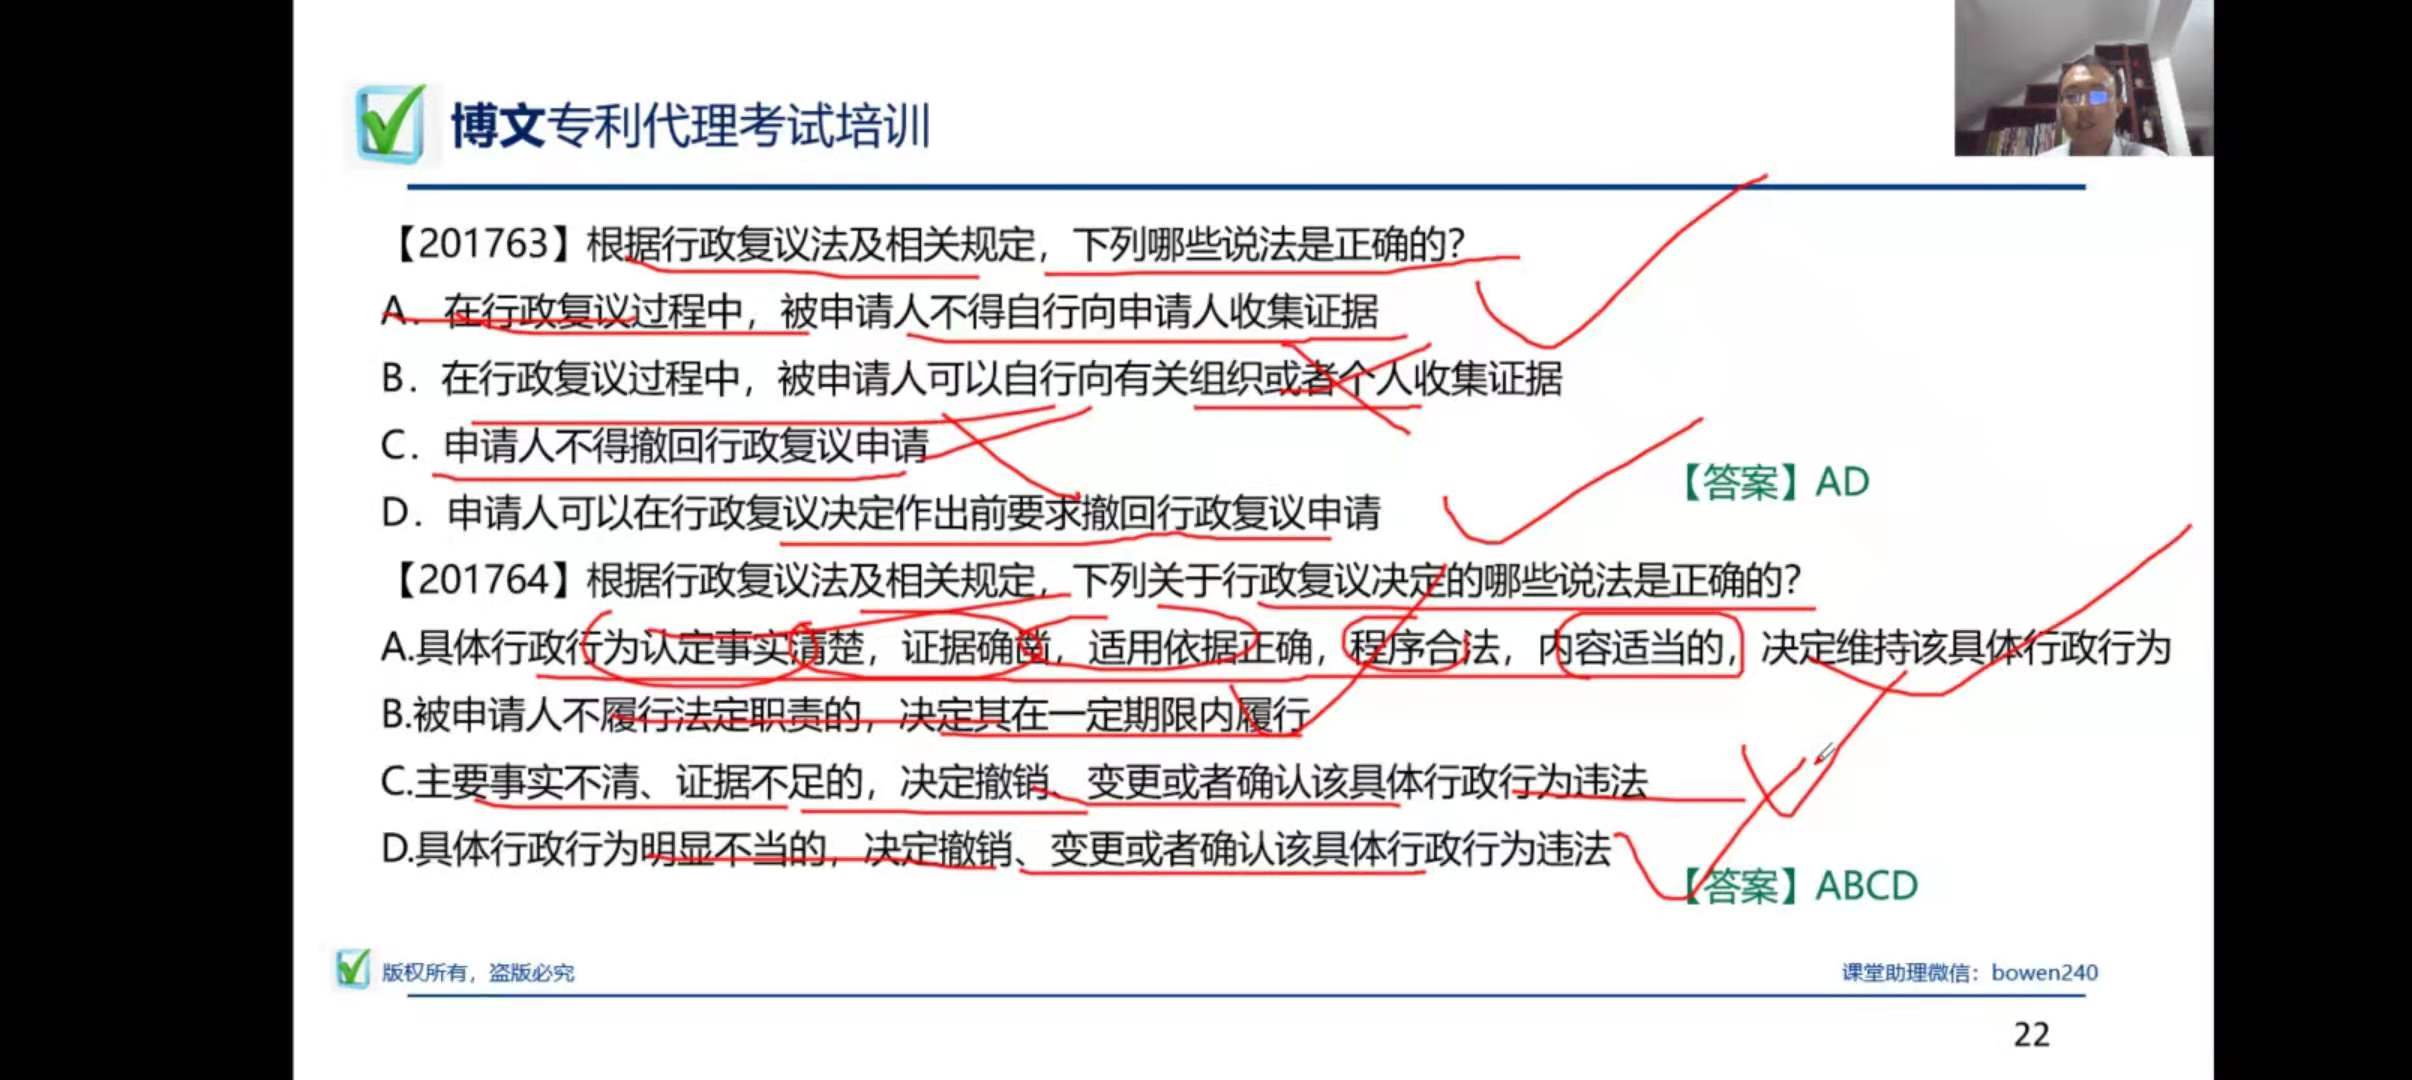 博文专利代理考试培训
【201763】根据行政复议法及相关规定，下列哪些说法是正确的？
A．在行政复议过程中，被申请人不得自行向申请人收集证据
B．在行政复议过程中，被申请人可以自行向有关组织或者个人收集证据
C．申请人不得撤回行政复议申请
【答案】AD
D．申请人可以在行政复议决定作出前要求撤回行政复议申请
【201764】根据行政复议法及相关规定，下列关于行政复议决定的哪些说法是正确的？
A.具体行政行为认定事实清楚，证据确凿，适用依据正确，程序合法，内容适当的，决定维持该具体行政行为
B.被申请人不履行法定职责的，决定其在一定期限内履行
C.主要事实不清、证据不足的，决定撤销、变更或者确认该具体行政行为违法
D.具体行政行为明显不当的，决定撤销、变更或者确认该具体行政行为违法
【答案】ABCD
版权所有，盗版必究
课堂助理微信：bowen240
22